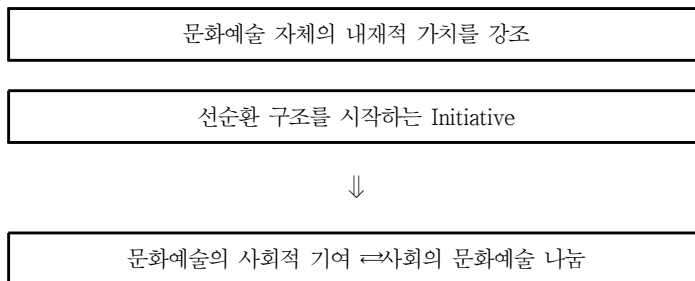 문화예술 자체의 내재적 가치를 강조
선순환 구조를 시작하는 Initiative
⇓
문화예술의 사회적 기여 ⇄사회의 문화예술 나눔